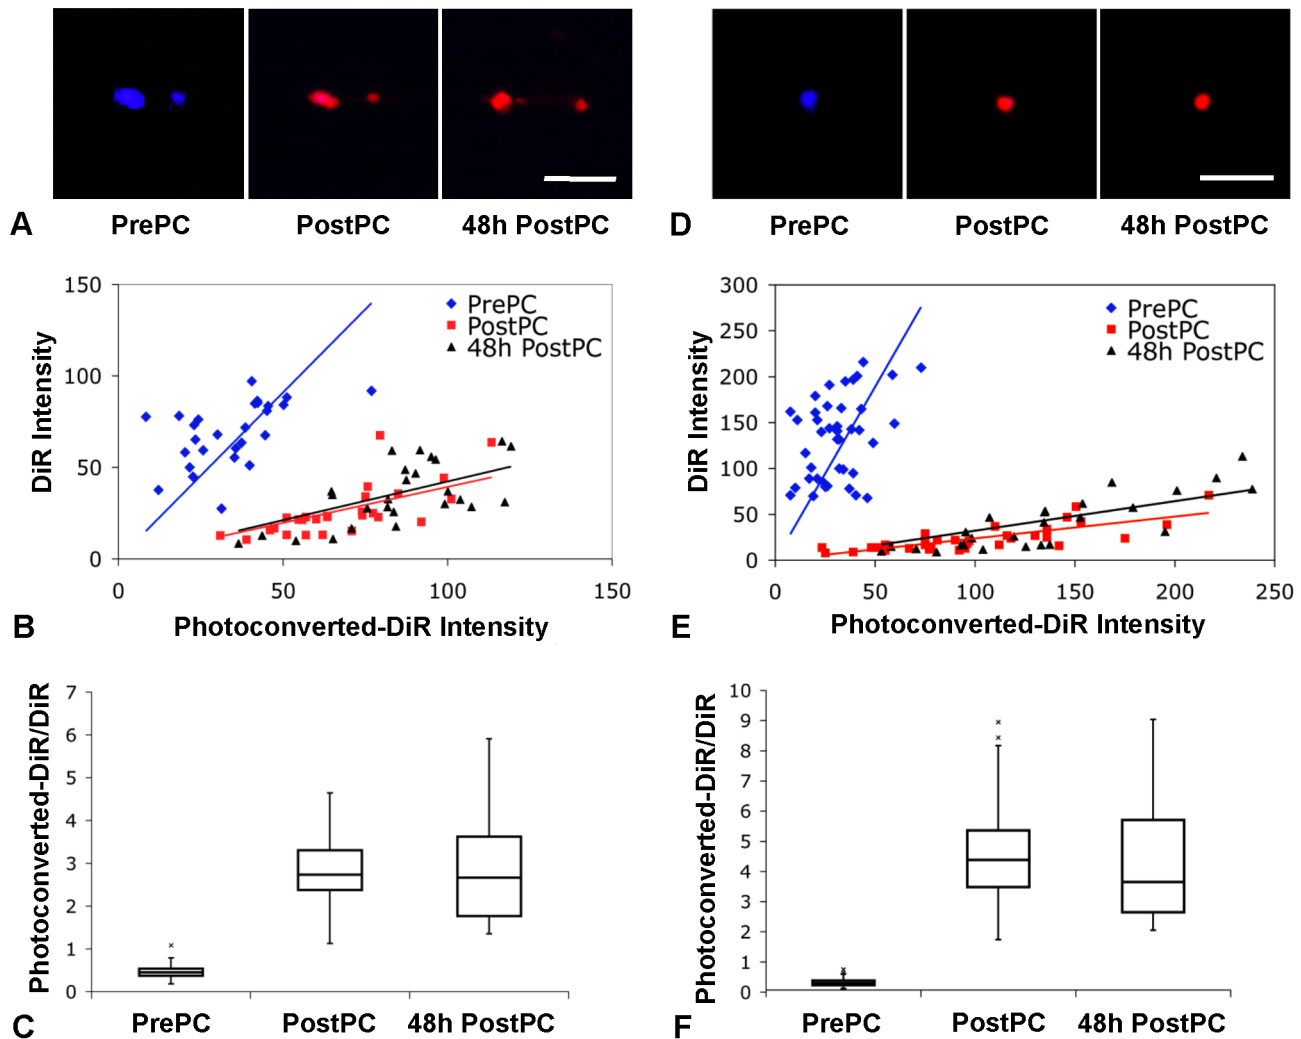 PrePC PostPC 48h PostPC
A
PrePC PostPC 48h PostPC
D
150
100
50
0
0 50 100 150
DiR Intensity
PrePC
PostPC
48h PostPC
Photoconverted-DiR Intensity
B
300
250
200
150
100
50
0
0 50 100 150 200 250
DiR Intensity
PrePC
PostPC
48h PostPC
Photoconverted-DiR Intensity
E
7
6
5
4
3
2
1
0
Photoconverted-DiR/DiR
PrePC PostPC 48h PostPC
C
10
9
8
7
6
5
4
3
2
1
0
Photoconverted-DiR/DiR
PrePC PostPC 48h PostPC
F